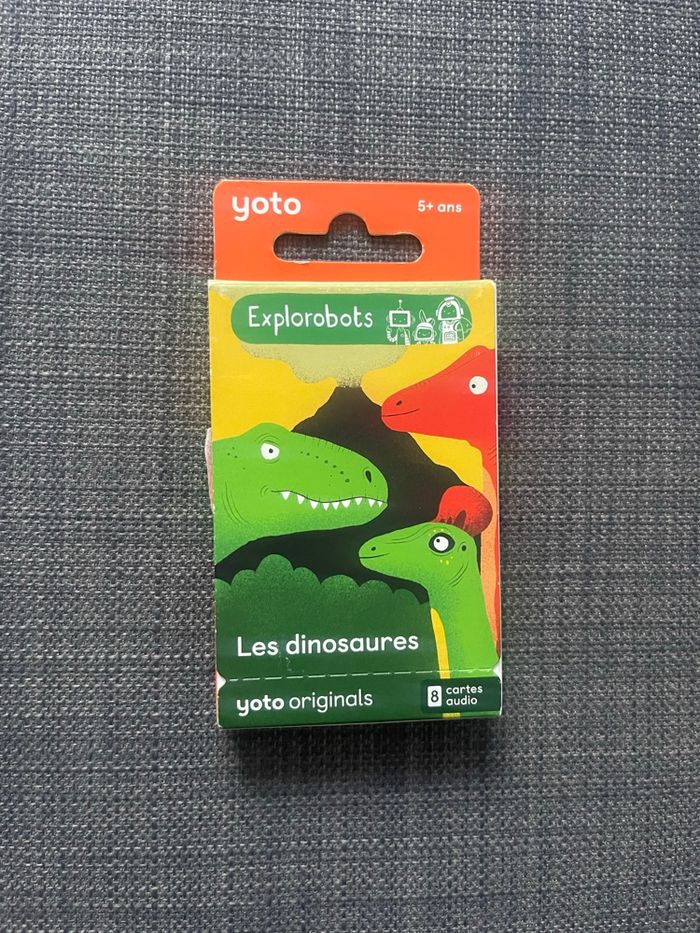 yoto
5+ ans
Explorobots
Les dinosaures
yoto originals
8 cartes
audio